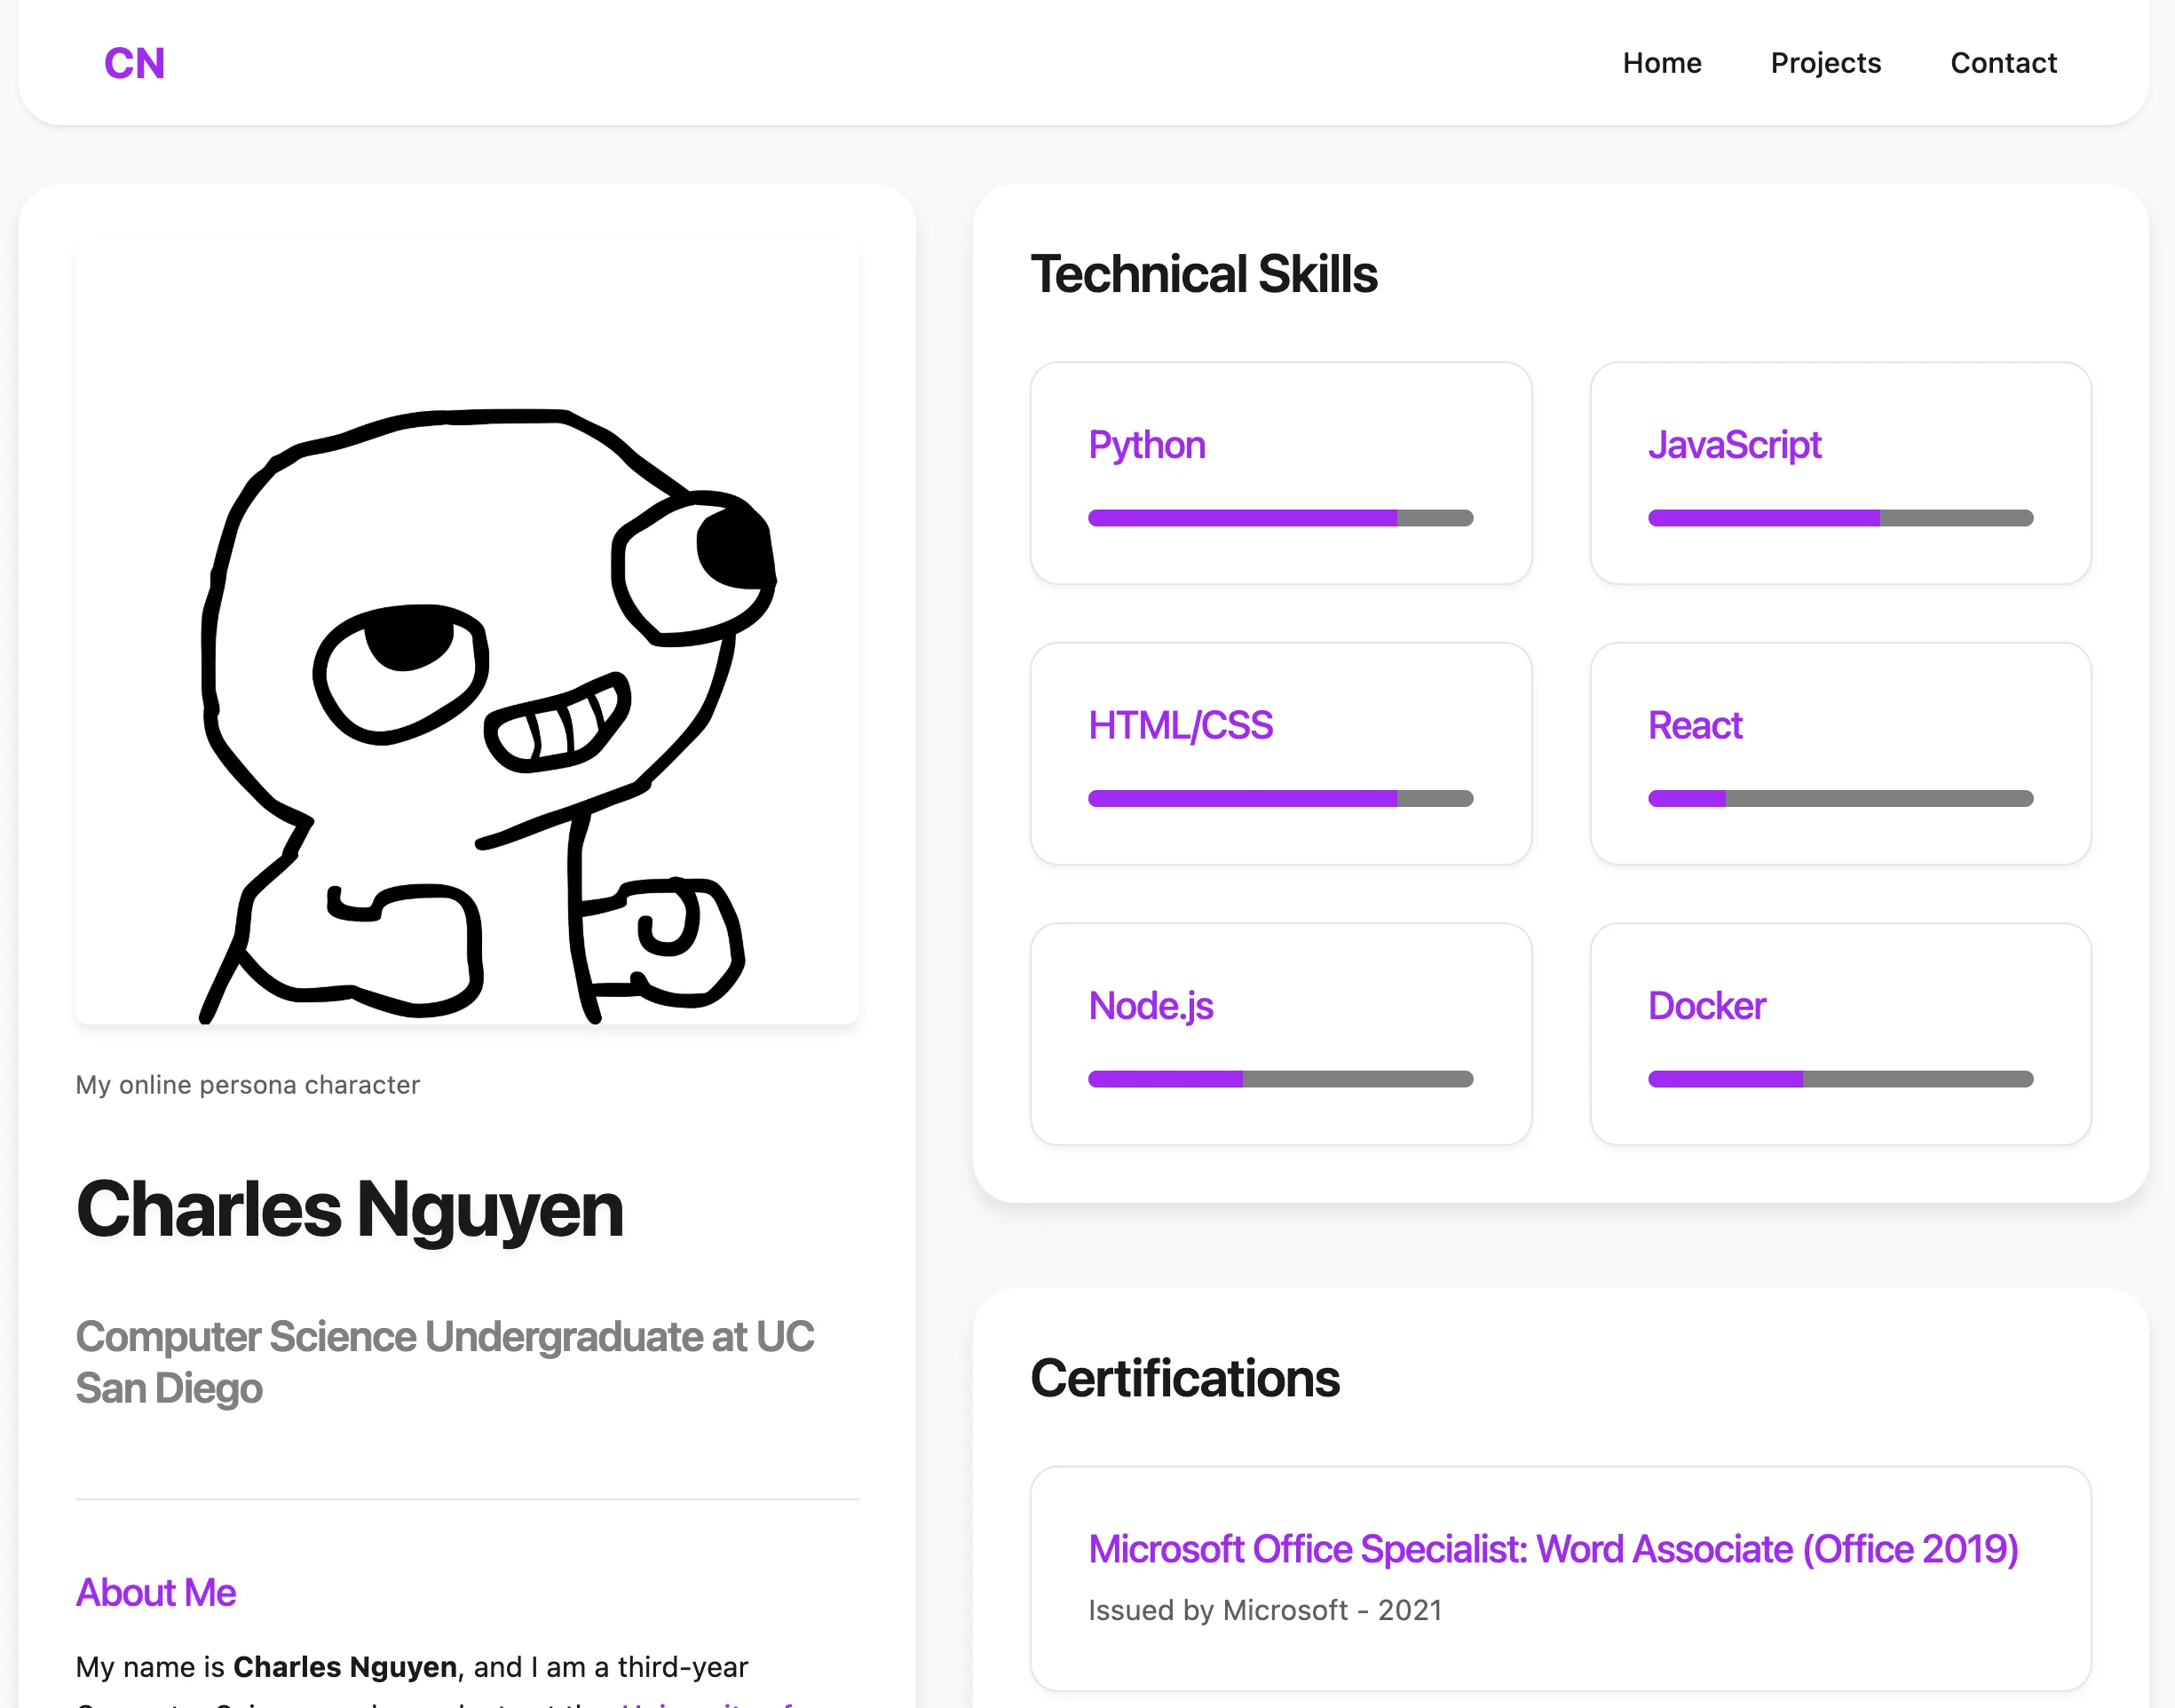 CN
Home Projects Contact
My online persona character
Charles Nguyen
Computer Science Undergraduate at UC
San Diego
About Me
My name is Charles Nguyen, and I am a third-year
Technical Skills
Python
JavaScript
HTML/CSS
React
Node.js
Docker
Certifications
Microsoft Office Specialist: Word Associate (Office 2019)
Issued by Microsoft - 2021